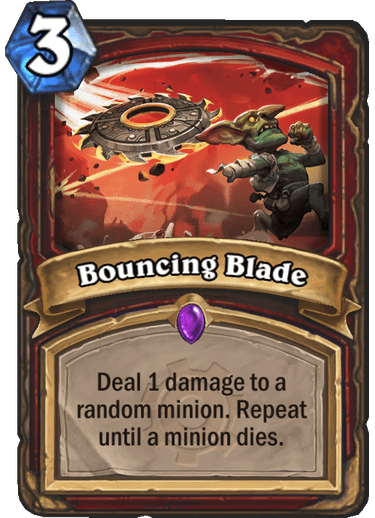 3
Bouncing Blade
Deal 1 damage to a
random minion. Repeat
until a minion dies.